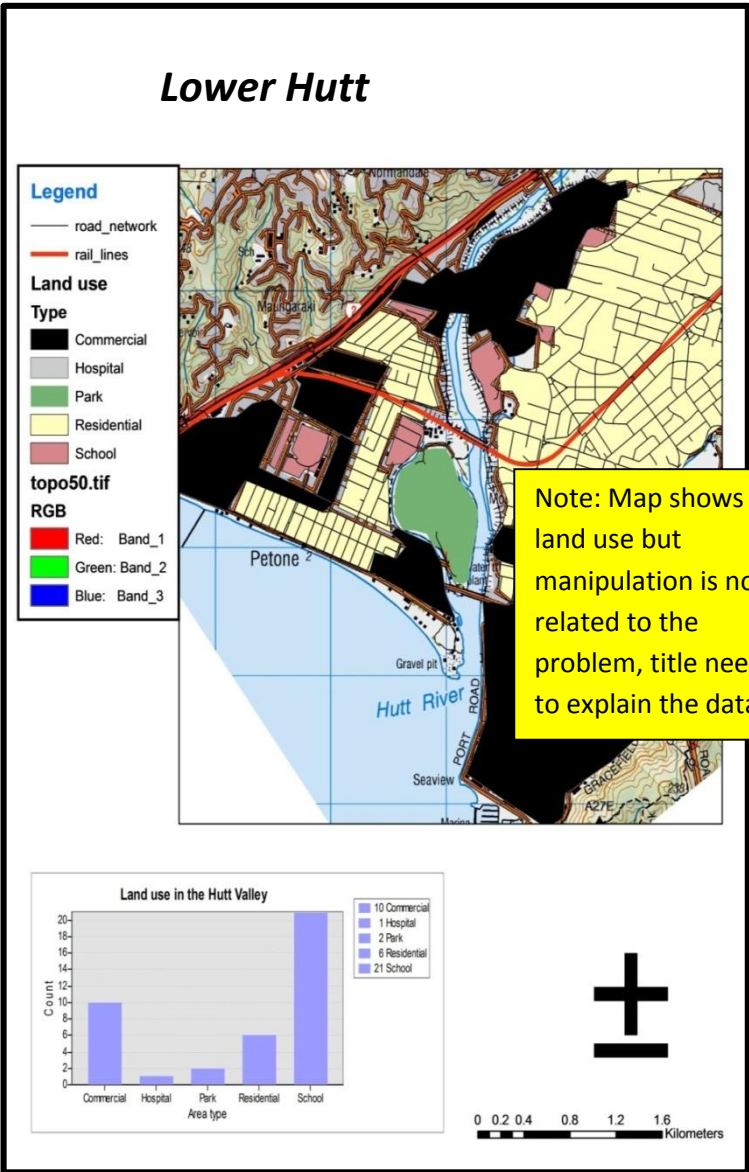 Lower Hutt
Legend
road_network
rail_lines
Land use
Type
Commercial
Hospital
Park
Residential
School
topo50.tif
RGB
Red: Band_1
Green: Band_2
Blue: Band_3
Normandale
Sch
Maungaraki
2
Petone
2
Gravel pit
Hutt River
PORT ROAD
Seaview
Marina
GRACEFIELD
A27E
238
Note: Map shows
land use but
manipulation is no
related to the
problem, title nee
to explain the data
Land use in the Hutt Valley
20
18
16
14
12
10
8
6
4
2
0
Count
Commercial Hospital Park Residential School
Area type
10 Commercial
1 Hospital
2 Park
6 Residential
21 School
±
0 0.2 0.4 0.8 1.2 1.6
Kilometers